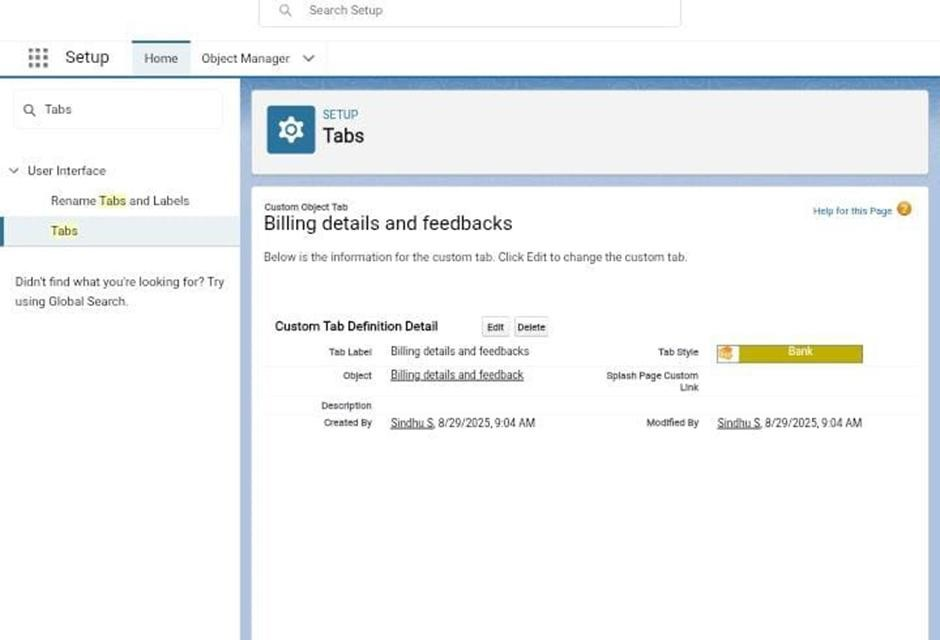 Search Setup
Setup
Home
Object Manager
Tabs
User Interface
Rename Tabs and Labels
Tabs
Didn't find what you're looking for? Try
using Global Search.
SETUP
Tabs
Custom Object Tab
Billing details and feedbacks
Help for this Page ?
Below is the information for the custom tab. Click Edit to change the custom tab.
Custom Tab Definition Detail Edit Delete
Tab Label Billing details and feedbacks Tab Style Bank
Object Billing details and feedback Splash Page Custom
Link
Description
Created By Sindhu S, 8/29/2025, 9:04 AM Modified By Sindhu S, 8/29/2025, 9:04 AM